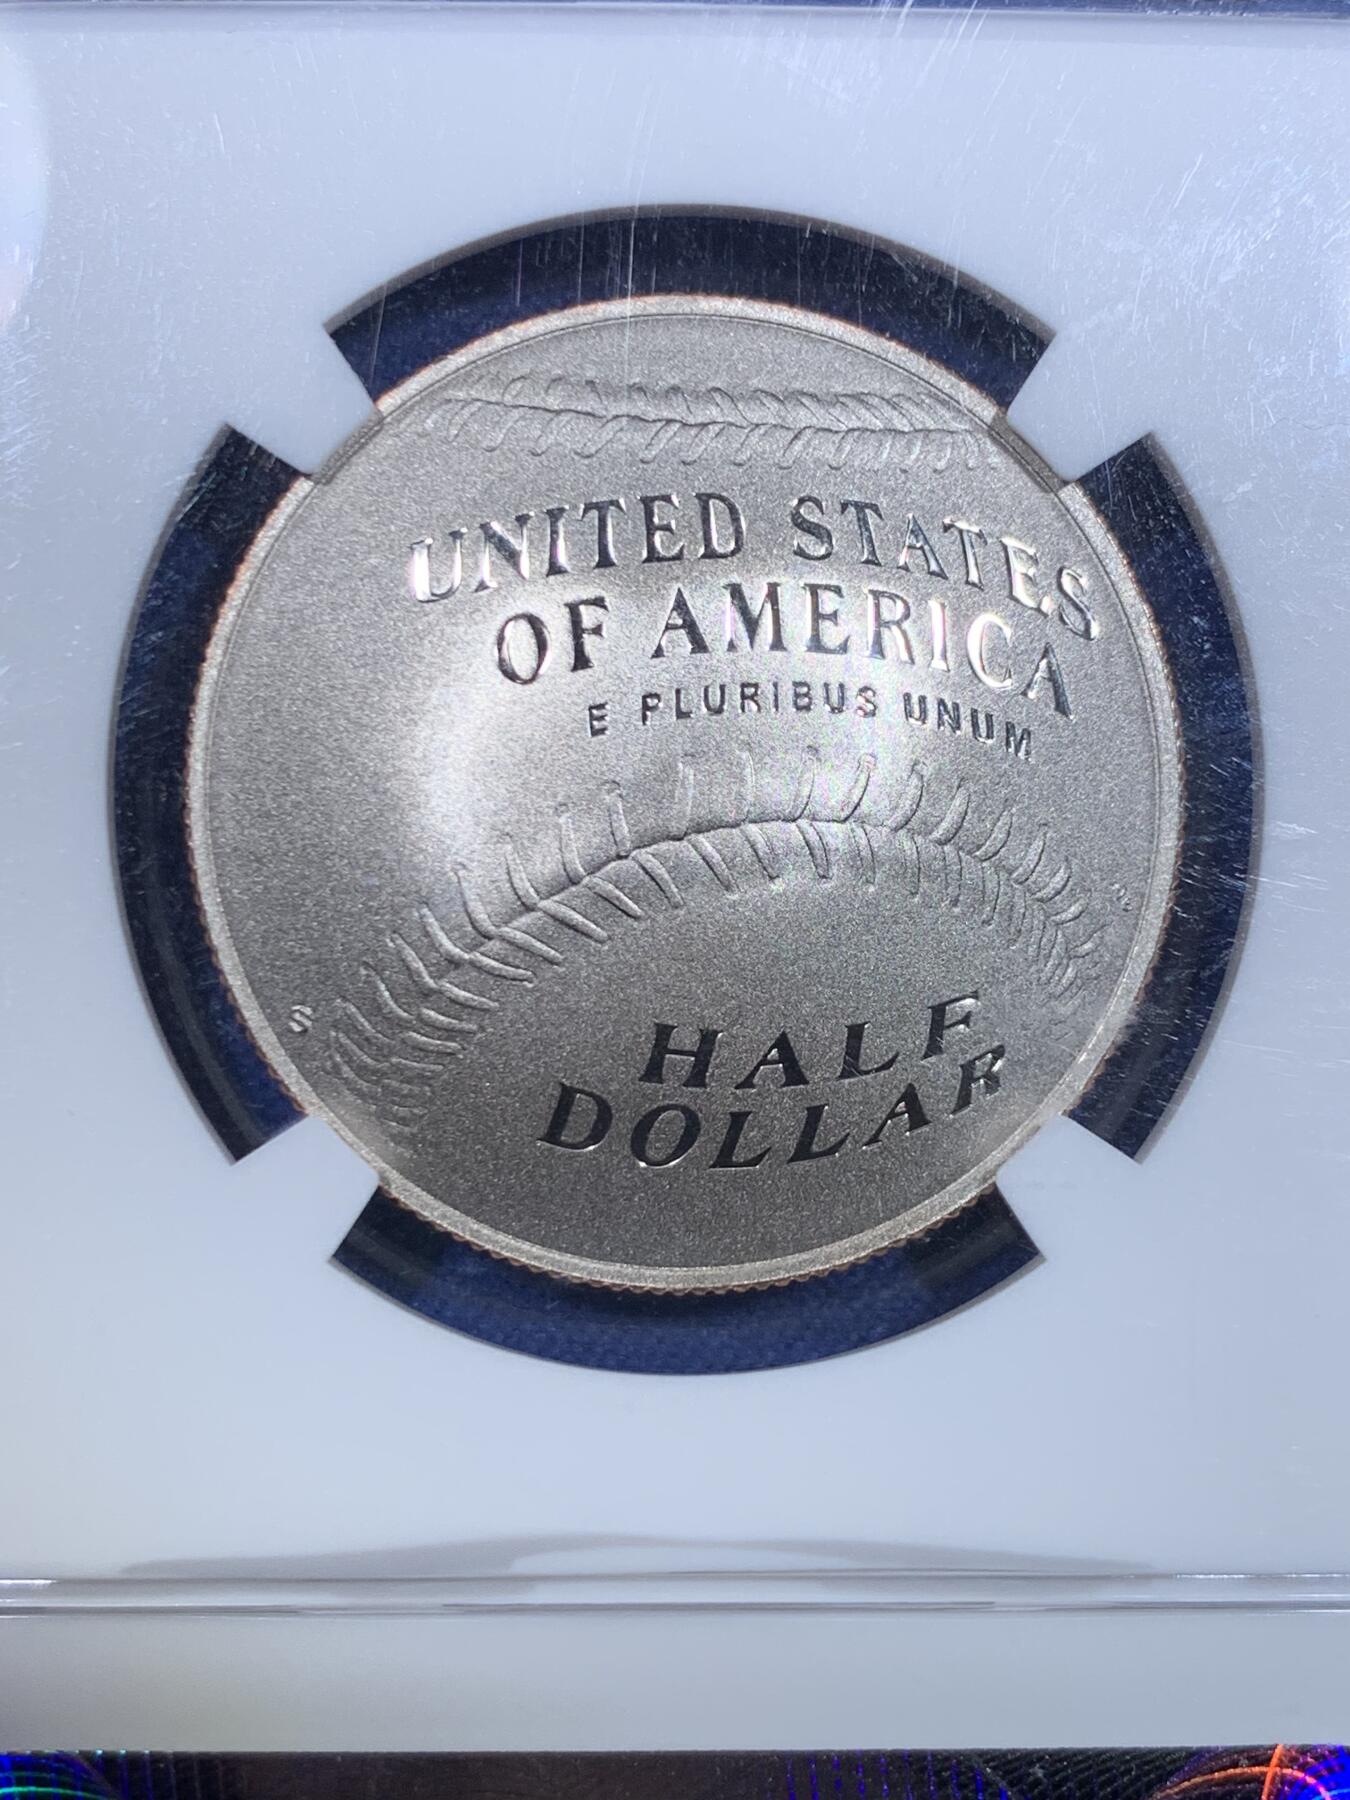 UNITED STATES
OF AMERICA
E PLURIBUS UNUM
S
HALF
DOLLAR